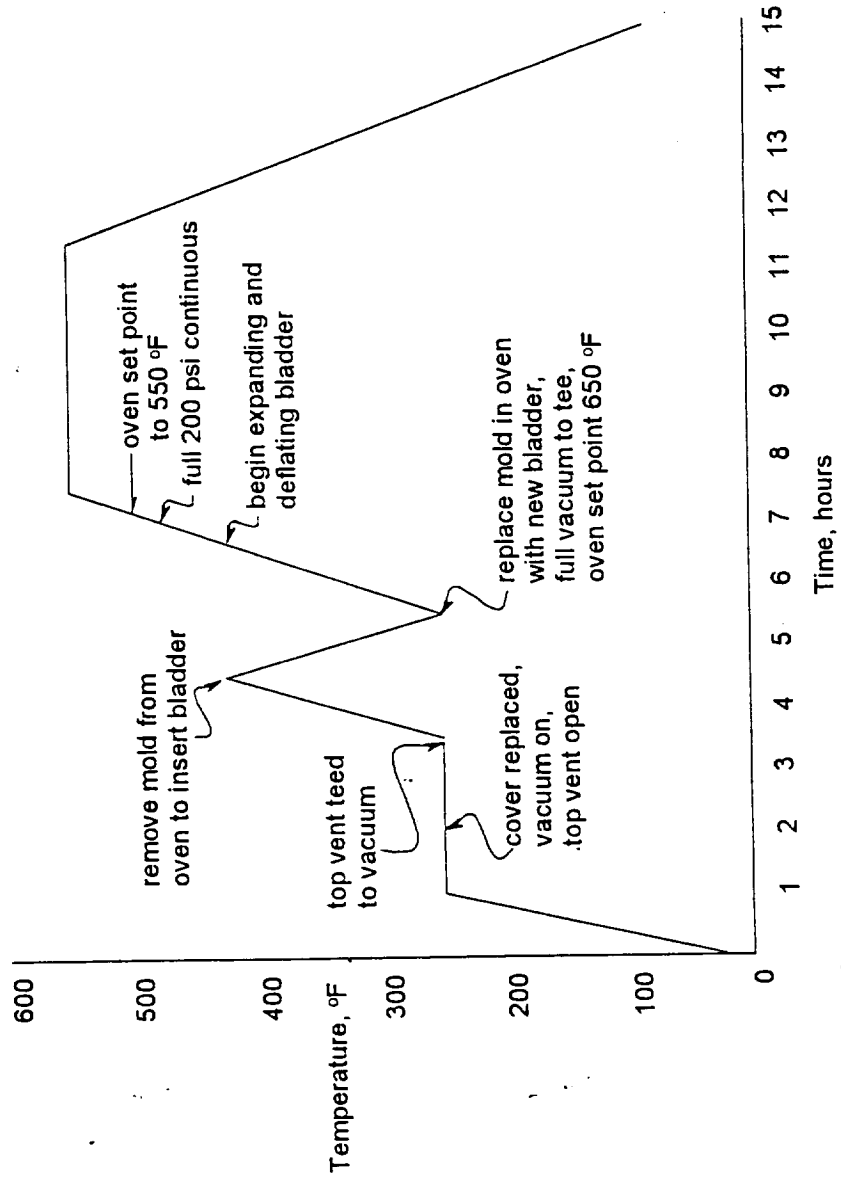 600
500
400
300
200
100
0
Temperature, ºF
1
2
3
4
5
6
7
8
9
10
11
12
13
14
15
Time, hours
remove mold from
oven to insert bladder
top vent teed
to vacuum
cover replaced,
vacuum on,
top vent open
oven set point
to 550 ºF
full 200 psi continuous
begin expanding and
deflating bladder
replace mold in oven
with new bladder,
full vacuum to tee,
oven set point 650 ºF